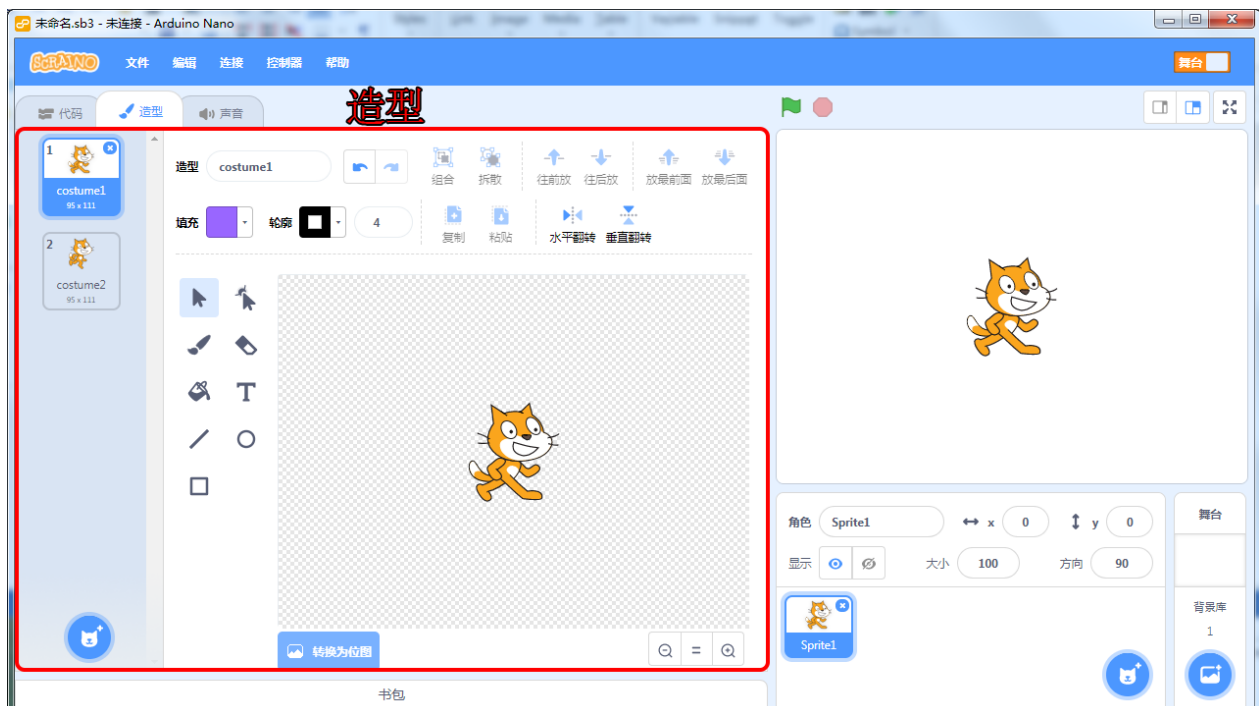 未命名.sb3 - 未连接 - Arduino Nano
SCRAINO 文件 编辑 连接 控制器 帮助 舞台
代码 造型 声音 造型
1
costume1
95 x 111
2
costume2
95 x 111
造型 costume1 组合 拆散 往前放 往后放 放最前面 放最后面
填充 轮廓 4 复制 粘贴 水平翻转 垂直翻转
T
转换为位图 =
书包
角色 Sprite1 x 0 y 0
显示 大小 100 方向 90
Sprite1
舞台
背景库
1